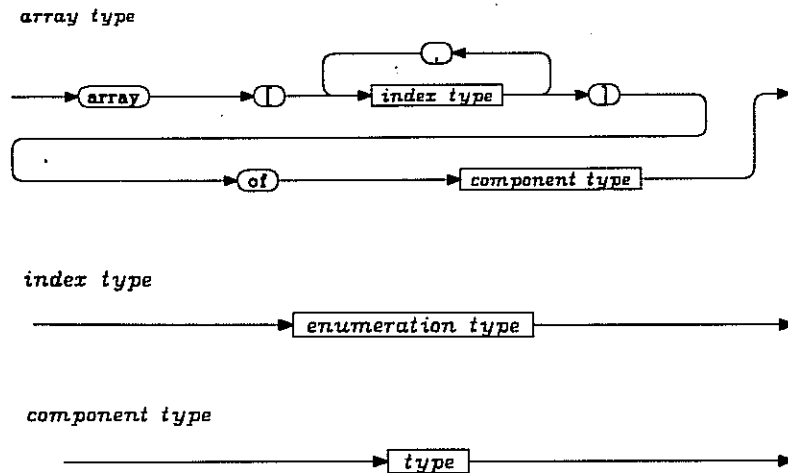 array type
,
array [ index type ]
of component type
index type
enumeration type
component type
type